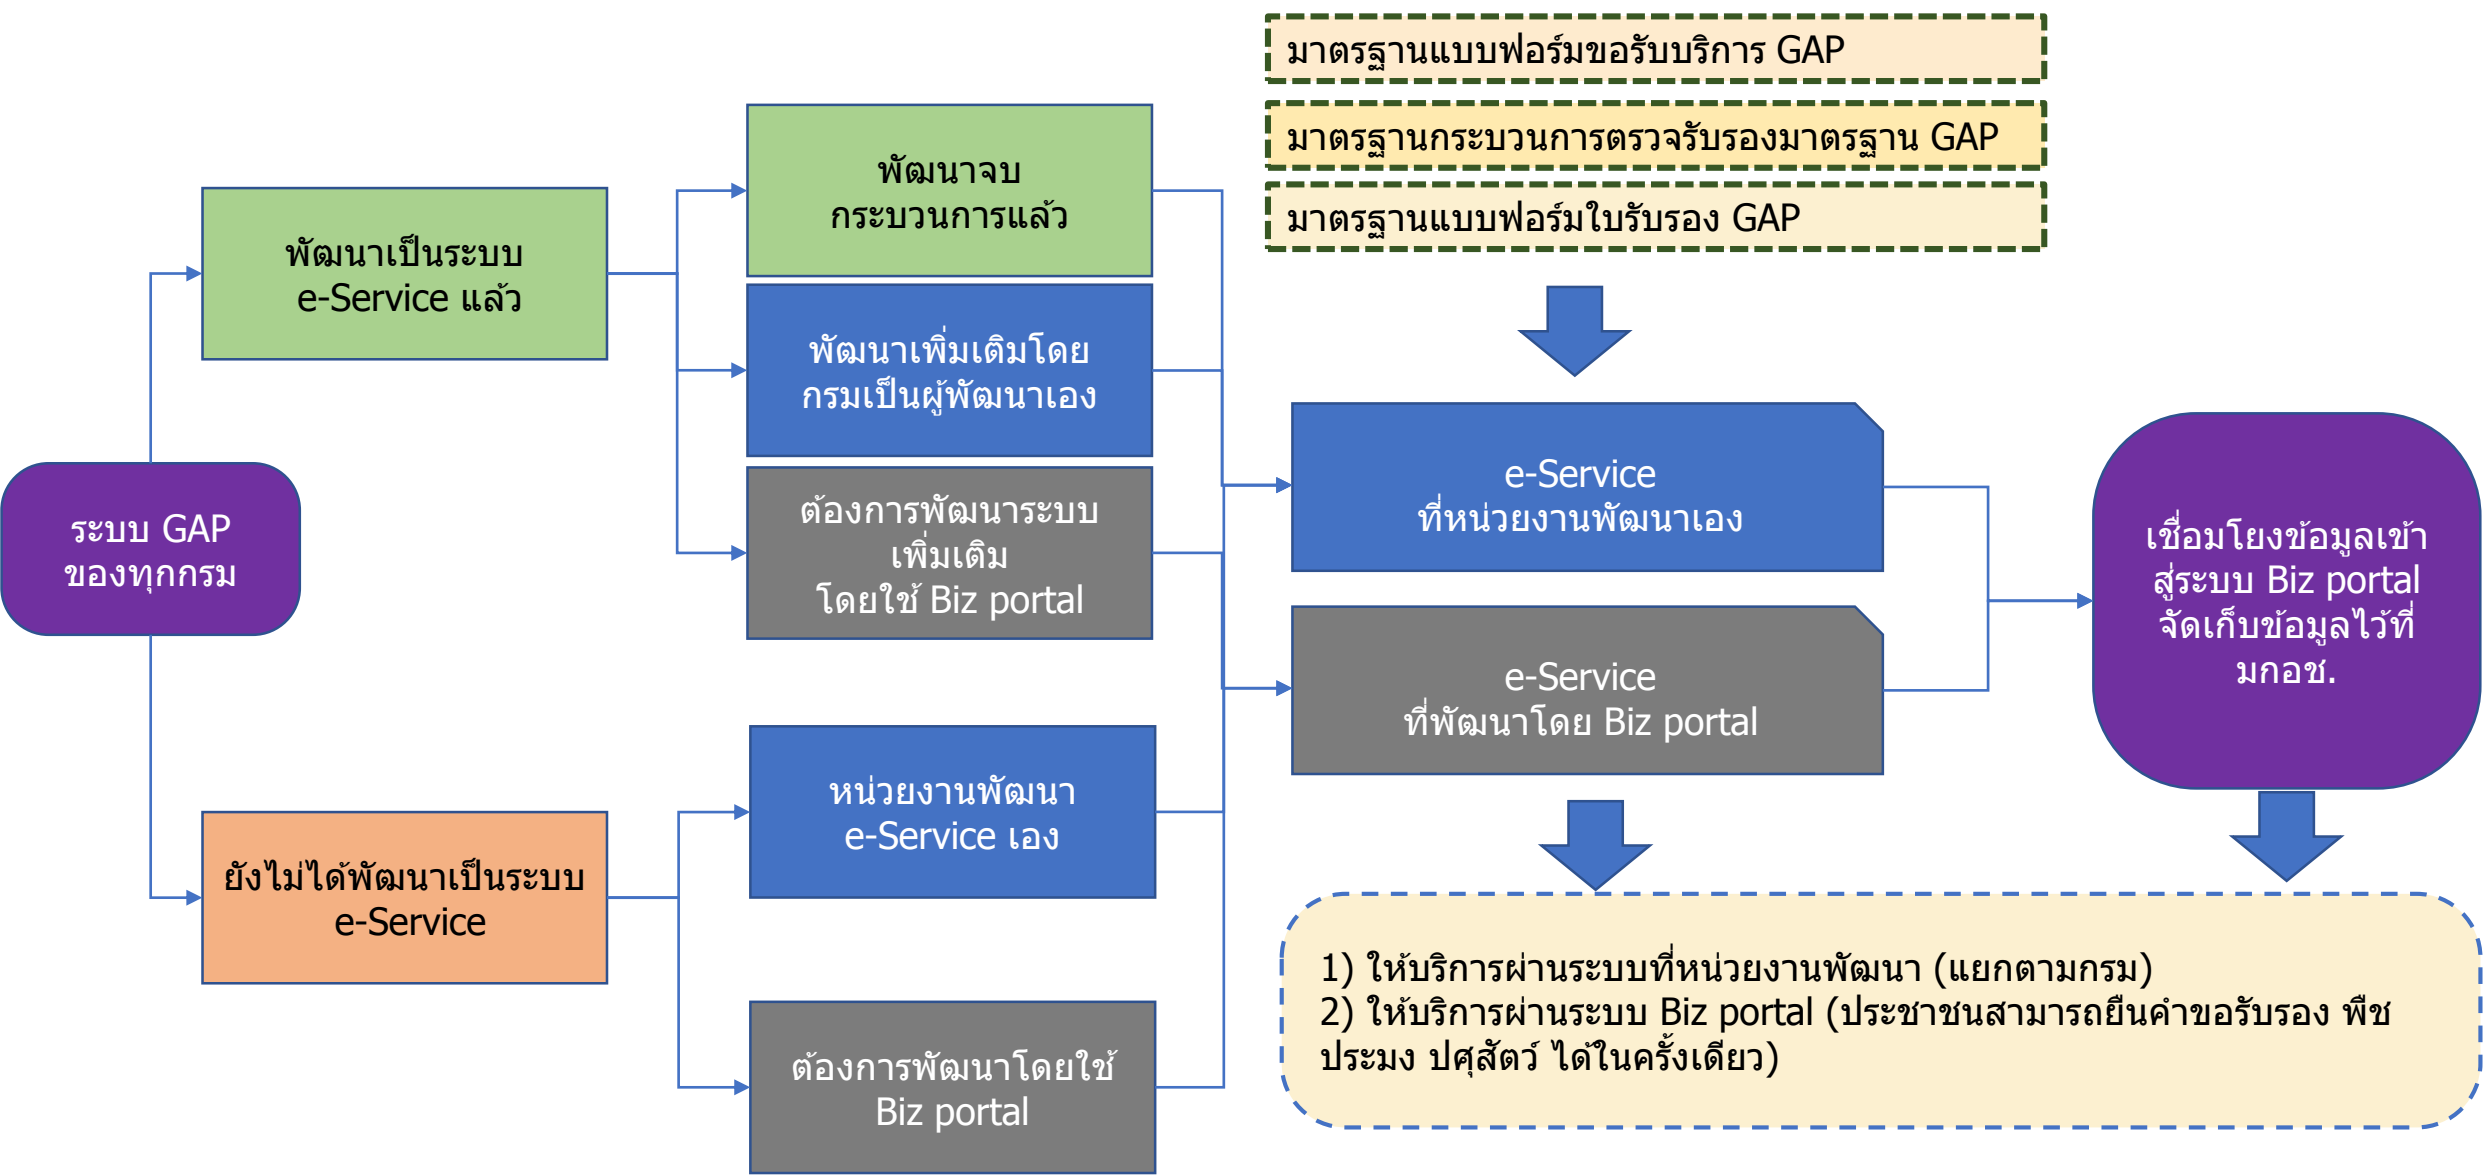 มาตรฐานแบบฟอร์มขอรับบริการ GAP
มาตรฐานกระบวนการตรวจรับรองมาตรฐาน GAP
มาตรฐานแบบฟอร์มใบรับรอง GAP
ระบบ GAP
ของทุกกรม
พัฒนาเป็นระบบ
e-Service แล้ว
ยังไม่ได้พัฒนาเป็นระบบ
e-Service
พัฒนาจบ
กระบวนการแล้ว
พัฒนาเพิ่มเติมโดย
กรมเป็นผู้พัฒนาเอง
ต้องการพัฒนาระบบ
เพิ่มเติม
โดยใช้ Biz portal
หน่วยงานพัฒนา
e-Service เอง
ต้องการพัฒนาโดยใช้
Biz portal
e-Service
ที่หน่วยงานพัฒนาเอง
e-Service
ที่พัฒนาโดย Biz portal
เชื่อมโยงข้อมูลเข้า
สู่ระบบ Biz portal
จัดเก็บข้อมูลไว้ที่
มกอช.
1) ให้บริการผ่านระบบที่หน่วยงานพัฒนา (แยกตามกรม)
2) ให้บริการผ่านระบบ Biz portal (ประชาชนสามารถยืนคำขอรับรอง พืช
ประมง ปศุสัตว์ ได้ในครั้งเดียว)